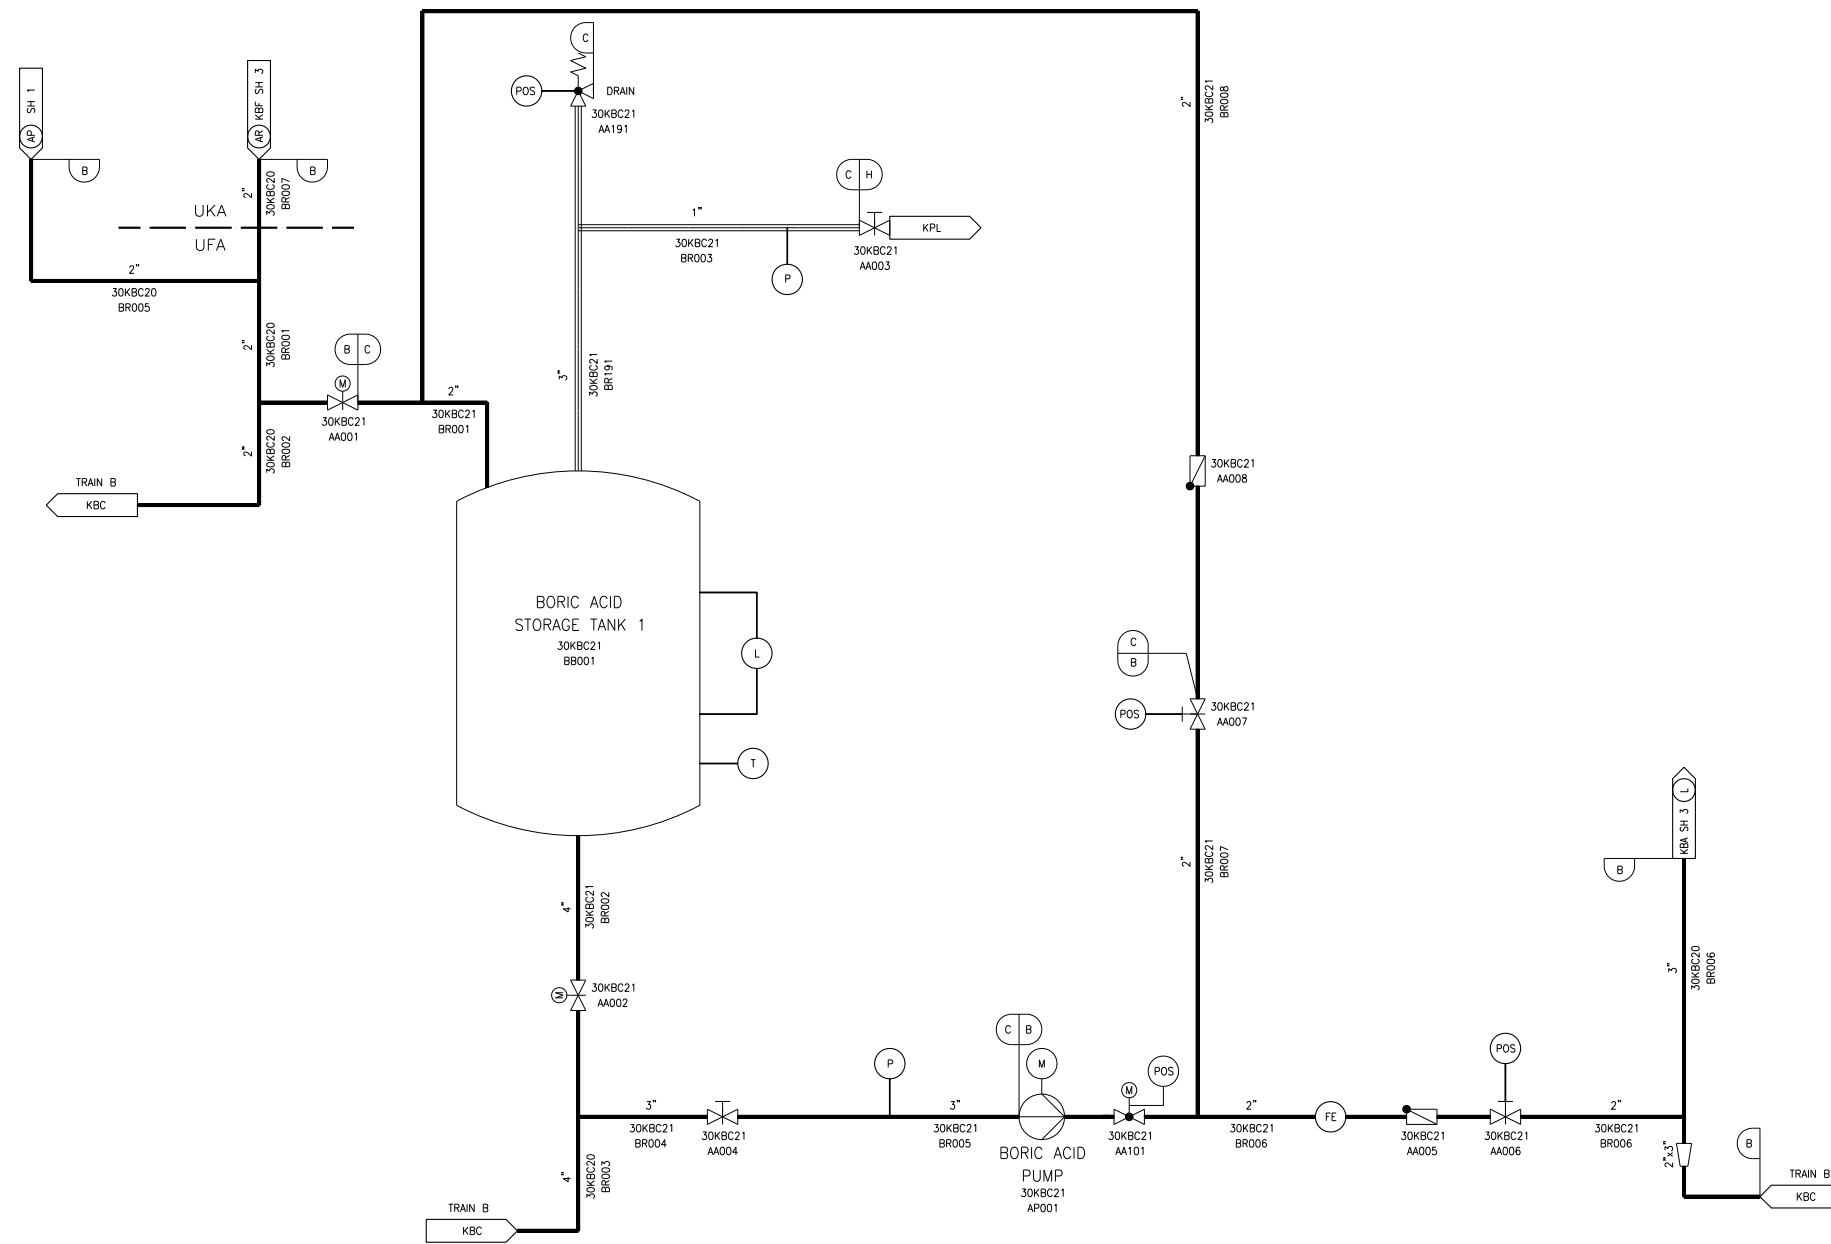 C
POS
DRAIN
30KBC21
AA191
AP SH 1
AR KBF SH 3
B
B
2"
30KBC20
BR007
UKA
UFA
2"
30KBC20
BR005
C H
1"
30KBC21
BR003
30KBC21
AA003
KPL
P
2"
30KBC21
BR008
2"
30KBC20
BR001
B C
M
30KBC21
AA001
2"
30KBC21
BR001
3"
30KBC21
BR191
2"
30KBC20
BR002
TRAIN B
KBC
30KBC21
AA008
BORIC ACID
STORAGE TANK 1
30KBC21
BB001
L
T
C
B
POS
30KBC21
AA007
2"
30KBC21
BR007
KBA SH 3 L
B
3"
30KBC20
BR006
4"
30KBC21
BR002
M
30KBC21
AA002
3"
30KBC21
BR004
30KBC21
AA004
P
3"
30KBC21
BR005
C B
M
BORIC ACID
PUMP
30KBC21
AP001
M
POS
30KBC21
AA101
2"
30KBC21
BR006
FE
30KBC21
AA005
POS
30KBC21
AA006
2"
30KBC21
BR006
2"x3"
B
TRAIN B
KBC
4"
30KBC20
BR003
TRAIN B
KBC